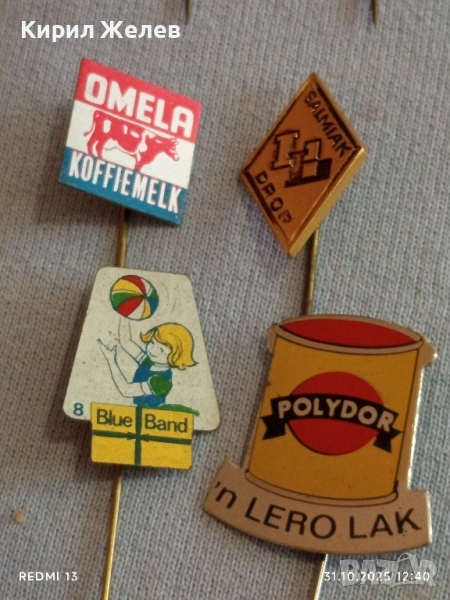 Кирил Желев
OMELA
KOFFIEMELK
SALMIAK
DROP
8
Blue Band
POLYDOR
'n LERO LAK
REDMI 13
31.10.2025 12:40
BAZAR